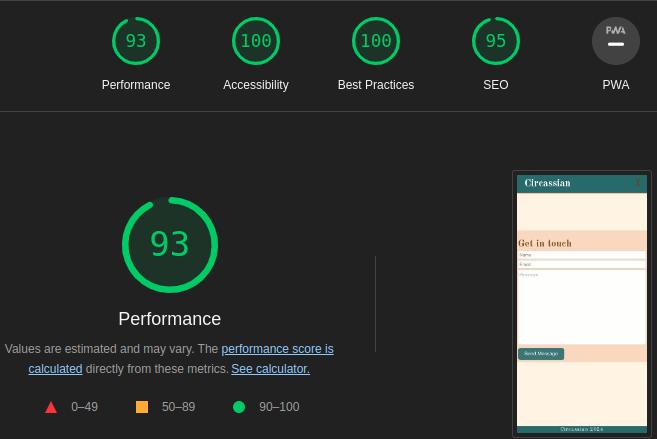 93
100
100
95
PWA
Performance
Accessibility
Best Practices
SEO
PWA
93
Performance
Values are estimated and may vary. The performance score is
calculated directly from these metrics. See calculator.
0–49
50–89
90–100
Circassian
Get in touch
Name
Email
Message
Send Message
Circassian 2024